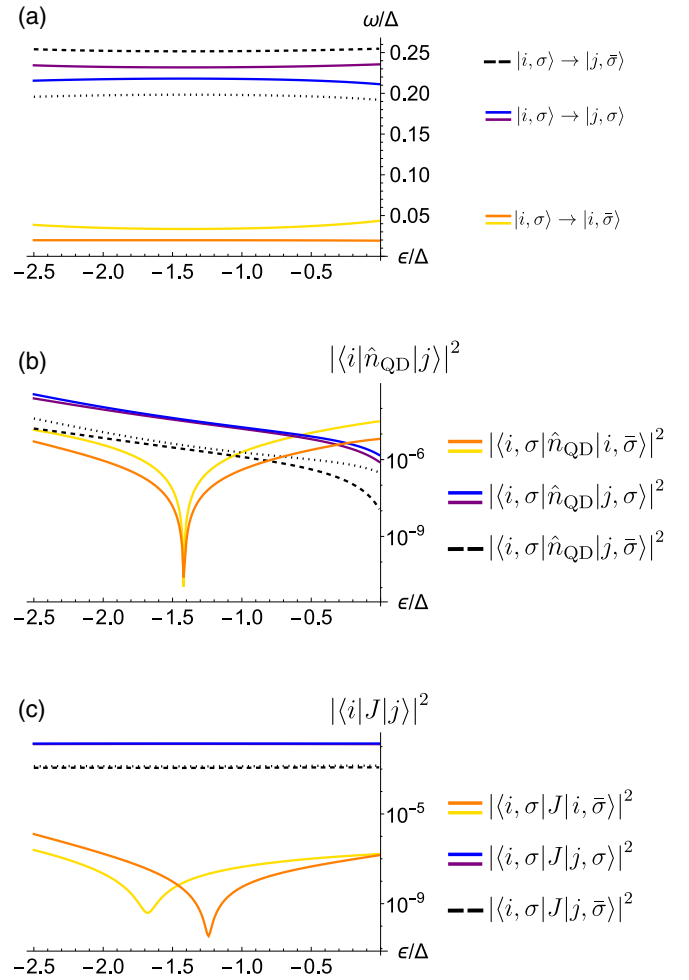 (a)
ω/Δ
0.25
0.20
0.15
0.10
0.05
−2.5 −2.0 −1.5 −1.0 −0.5 ϵ/Δ
|i, σ⟩ → |j, σ̄⟩
|i, σ⟩ → |j, σ⟩
|i, σ⟩ → |i, σ̄⟩
(b)
|⟨i|n̂_QD|j⟩|²
10⁻⁶
10⁻⁹
−2.5 −2.0 −1.5 −1.0 −0.5 ϵ/Δ
|⟨i, σ|n̂_QD|i, σ̄⟩|²
|⟨i, σ|n̂_QD|j, σ⟩|²
|⟨i, σ|n̂_QD|j, σ̄⟩|²
(c)
|⟨i|J|j⟩|²
10⁻⁵
10⁻⁹
−2.5 −2.0 −1.5 −1.0 −0.5 ϵ/Δ
|⟨i, σ|J|i, σ̄⟩|²
|⟨i, σ|J|j, σ⟩|²
|⟨i, σ|J|j, σ̄⟩|²